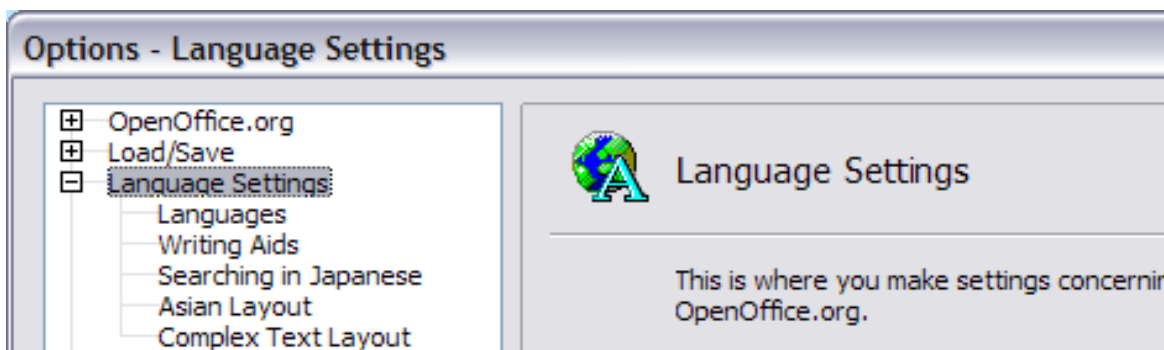 Options - Language Settings
OpenOffice.org
Load/Save
Language Settings
Languages
Writing Aids
Searching in Japanese
Asian Layout
Complex Text Layout
Language Settings
This is where you make settings concernin
OpenOffice.org.